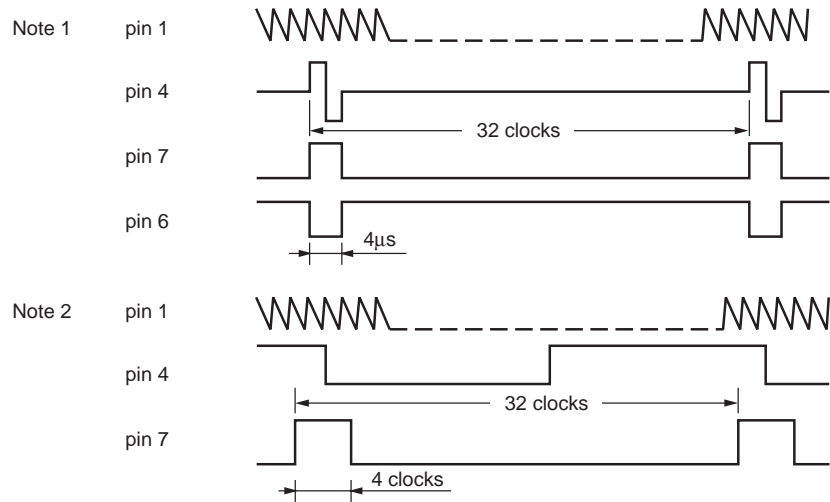 Note 1 pin 1
pin 4
32 clocks
pin 7
pin 6
4μs
Note 2 pin 1
pin 4
32 clocks
pin 7
4 clocks